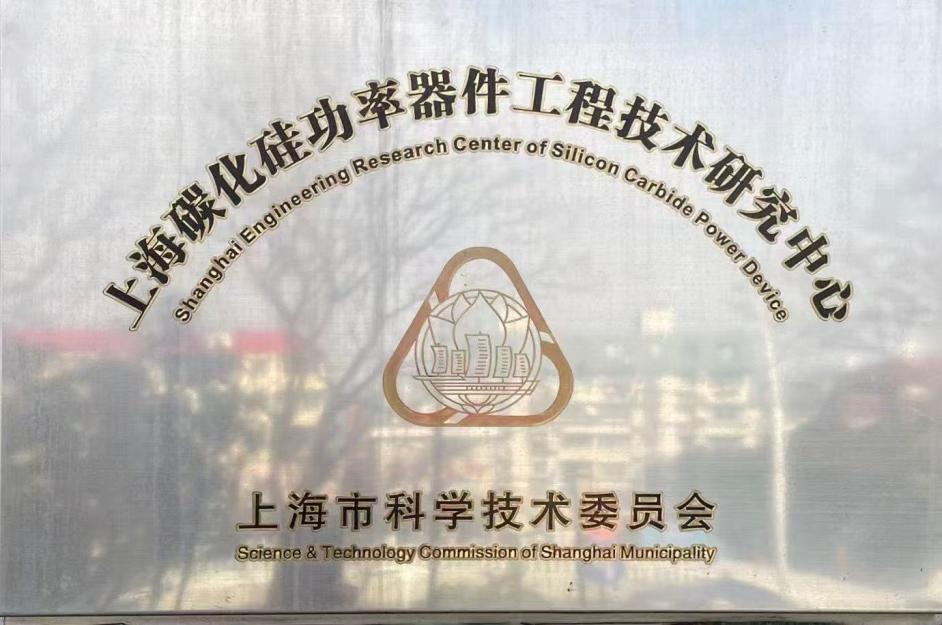 上海碳化硅功率器件工程技术研究中心
Shanghai Engineering Research Center of Silicon Carbide Power Device
上海市科学技术委员会
Science & Technology Commission of Shanghai Municipality